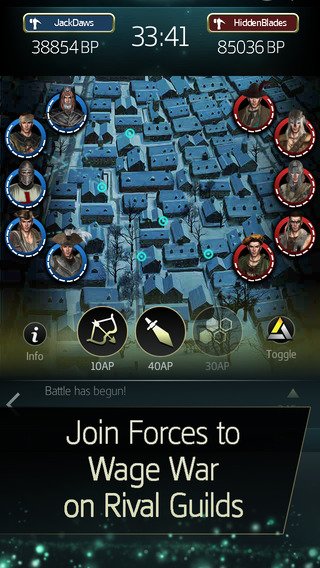 JackDaws
33:41
HiddenBlades
38854 BP
85036 BP
Info
10AP
40AP
30AP
Toggle
Battle has begun!
Join Forces to
Wage War
on Rival Guilds